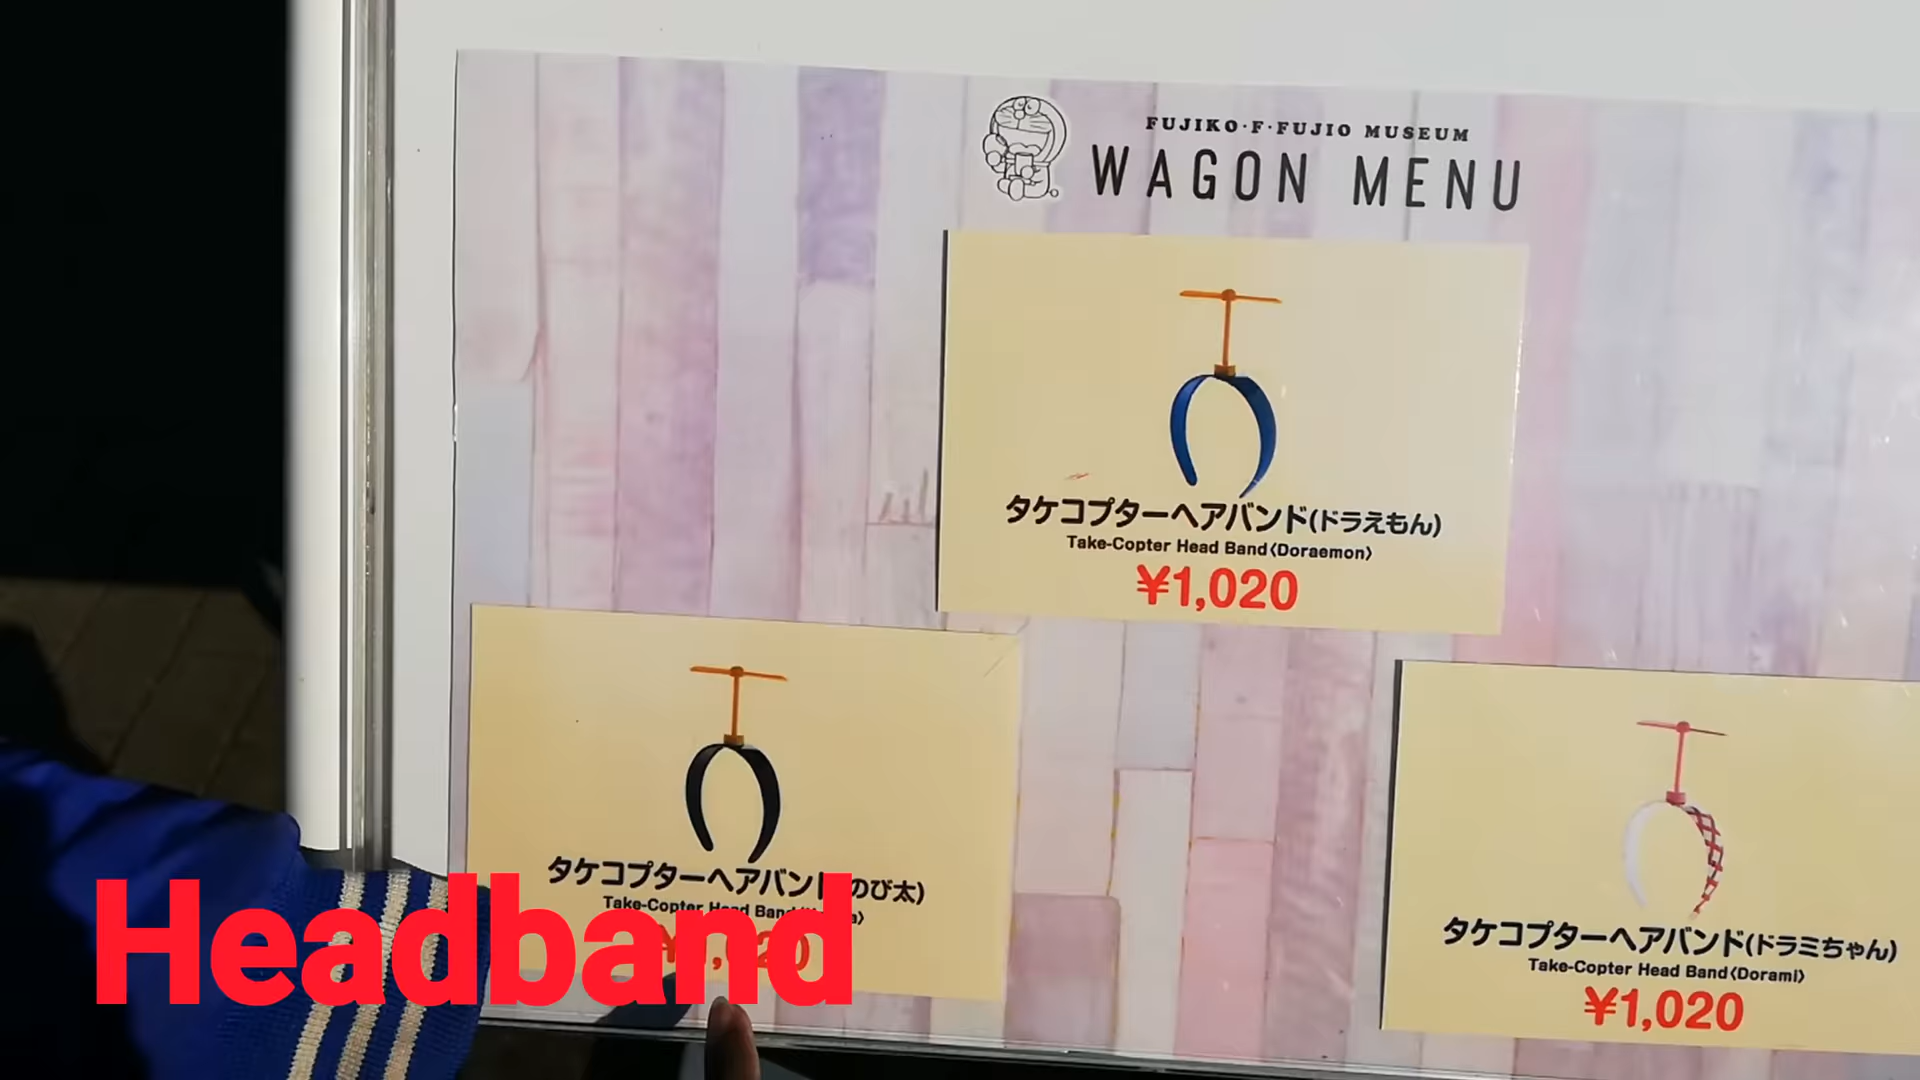 FUJIKO·F·FUJIO MUSEUM
WAGON MENU
タケコプターヘアバンド(ドラえもん)
Take-Copter Head Band〈Doraemon〉
¥1,020
タケコプターヘアバンド(のび太)
Take-Copter Head Band
タケコプターヘアバンド(ドラミちゃん)
Take-Copter Head Band〈Dorami〉
¥1,020
Headband